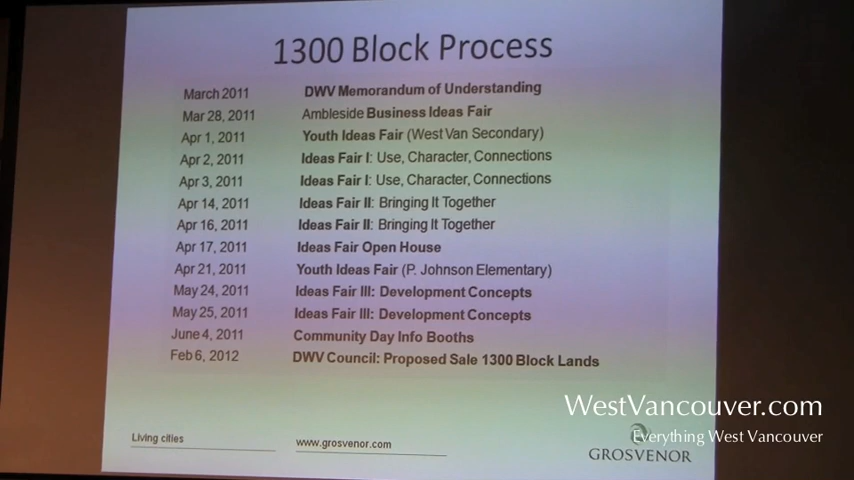 1300 Block Process
March 2011 DWV Memorandum of Understanding
Mar 28, 2011 Ambleside Business Ideas Fair
Apr 1, 2011 Youth Ideas Fair (West Van Secondary)
Apr 2, 2011 Ideas Fair I: Use, Character, Connections
Apr 3, 2011 Ideas Fair I: Use, Character, Connections
Apr 14, 2011 Ideas Fair II: Bringing It Together
Apr 16, 2011 Ideas Fair II: Bringing It Together
Apr 17, 2011 Ideas Fair Open House
Apr 21, 2011 Youth Ideas Fair (P. Johnson Elementary)
May 24, 2011 Ideas Fair III: Development Concepts
May 25, 2011 Ideas Fair III: Development Concepts
June 4, 2011 Community Day Info Booths
Feb 6, 2012 DWV Council: Proposed Sale 1300 Block Lands
WestVancouver.com
Everything West Vancouver
Living cities www.grosvenor.com
GROSVENOR